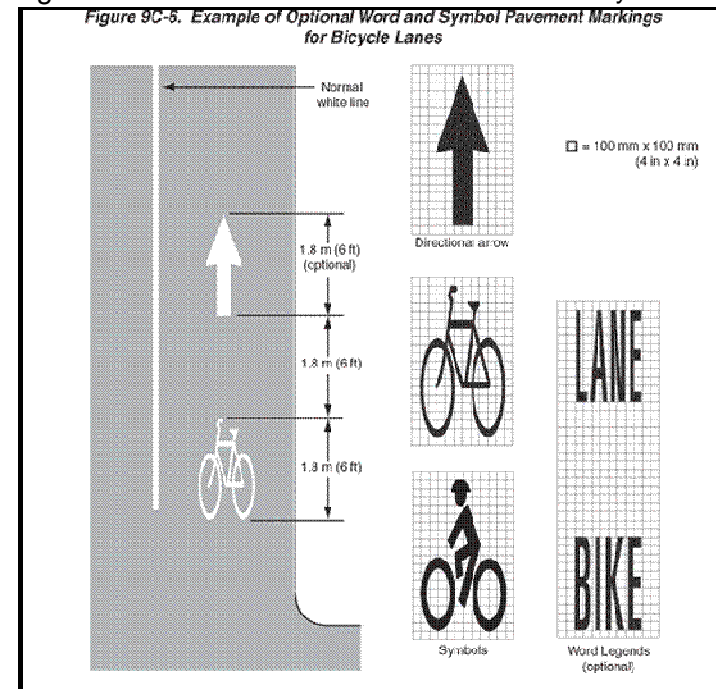 Figure 9C-6. Example of Optional Word and Symbol Pavement Markings
for Bicycle Lanes
Normal
white line
= 100 mm x 100 mm
(4 in x 4 in)
1.8 m (6 ft)
(optional)
Directional arrow
1.8 m (6 ft)
LANE
1.8 m (6 ft)
BIKE
Symbols
Word Legends
(optional)